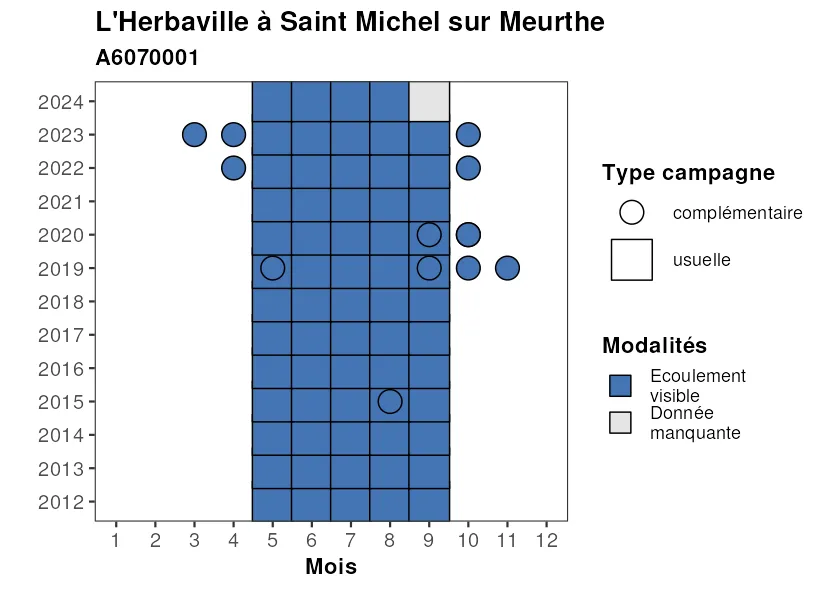 L'Herbaville à Saint Michel sur Meurthe
A6070001
2024
2023
2022
2021
2020
2019
2018
2017
2016
2015
2014
2013
2012
1 2 3 4 5 6 7 8 9 10 11 12
Mois
Type campagne
complémentaire
usuelle
Modalités
Ecoulement
visible
Donnée
manquante